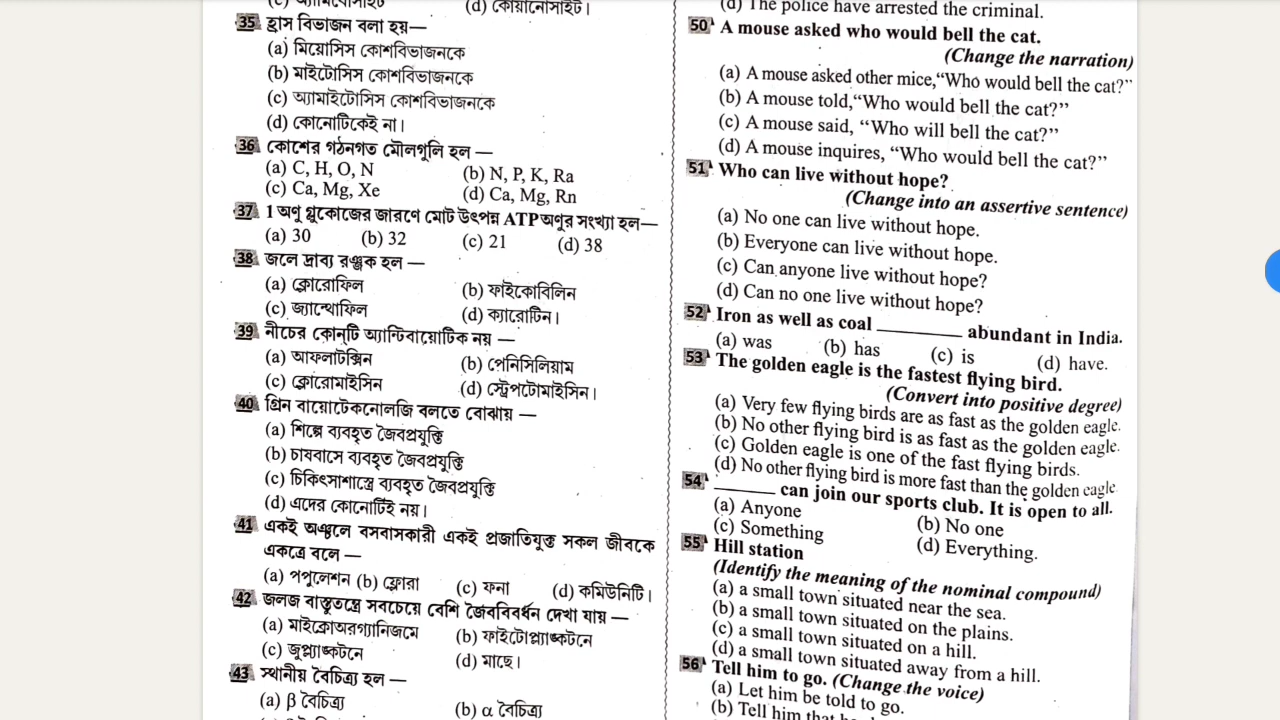 (d) কোয়ানোসাইট।
35 হ্রাস বিভাজন বলা হয়—
(a) মিয়োসিস কোশবিভাজনকে
(b) মাইটোসিস কোশবিভাজনকে
(c) অ্যামাইটোসিস কোশবিভাজনকে
(d) কোনোটিকেই না।
36 কোশের গঠনগত মৌলগুলি হল —
(a) C, H, O, N (b) N, P, K, Ra
(c) Ca, Mg, Xe (d) Ca, Mg, Rn
37 1 অণু গ্লুকোজের জারণে মোট উৎপন্ন ATP অণুর সংখ্যা হল—
(a) 30 (b) 32 (c) 21 (d) 38
38 জলে দ্রাব্য রঞ্জক হল —
(a) ক্লোরোফিল (b) ফাইকোবিলিন
(c) জ্যান্থোফিল (d) ক্যারোটিন।
39 নীচের কোন্‌টি অ্যান্টিবায়োটিক নয় —
(a) আফলাটক্সিন (b) পেনিসিলিয়াম
(c) ক্লোরোমাইসিন (d) স্ট্রেপটোমাইসিন।
40 গ্রিন বায়োটেকনোলজি বলতে বোঝায় —
(a) শিল্পে ব্যবহৃত জৈবপ্রযুক্তি
(b) চাষবাসে ব্যবহৃত জৈবপ্রযুক্তি
(c) চিকিৎসাশাস্ত্রে ব্যবহৃত জৈবপ্রযুক্তি
(d) এদের কোনোটিই নয়।
41 একই অঞ্চলে বসবাসকারী একই প্রজাতিযুক্ত সকল জীবকে
একত্রে বলে —
(a) পপুলেশন (b) ফ্লোরা (c) ফনা (d) কমিউনিটি।
42 জলজ বাস্তুতন্ত্রে সবচেয়ে বেশি জৈববিবর্ধন দেখা যায় —
(a) মাইক্রোঅরগ্যানিজমে (b) ফাইটোপ্ল্যাঙ্কটনে
(c) জুপ্ল্যাঙ্কটনে (d) মাছে।
43 স্থানীয় বৈচিত্র্য হল —
(a) β বৈচিত্র্য (b) α বৈচিত্র্য
(d) The police have arrested the criminal.
50 A mouse asked who would bell the cat.
(Change the narration)
(a) A mouse asked other mice,“Who would bell the cat?”
(b) A mouse told,“Who would bell the cat?”
(c) A mouse said, “Who will bell the cat?”
(d) A mouse inquires, “Who would bell the cat?”
51 Who can live without hope?
(Change into an assertive sentence)
(a) No one can live without hope.
(b) Everyone can live without hope.
(c) Can anyone live without hope?
(d) Can no one live without hope?
52 Iron as well as coal ________ abundant in India.
(a) was (b) has (c) is (d) have.
53 The golden eagle is the fastest flying bird.
(Convert into positive degree)
(a) Very few flying birds are as fast as the golden eagle.
(b) No other flying bird is as fast as the golden eagle.
(c) Golden eagle is one of the fast flying birds.
(d) No other flying bird is more fast than the golden eagle.
54 ______ can join our sports club. It is open to all.
(a) Anyone (b) No one
(c) Something (d) Everything.
55 Hill station
(Identify the meaning of the nominal compound)
(a) a small town situated near the sea.
(b) a small town situated on the plains.
(c) a small town situated on a hill.
(d) a small town situated away from a hill.
56 Tell him to go. (Change the voice)
(a) Let him be told to go.
(b) Tell him that